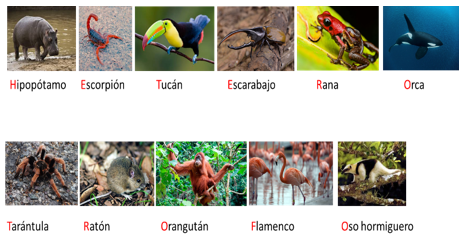 Hipopótamo Escorpión Tucán Escarabajo Rana Orca
Tarántula Ratón Orangután Flamenco Oso hormiguero